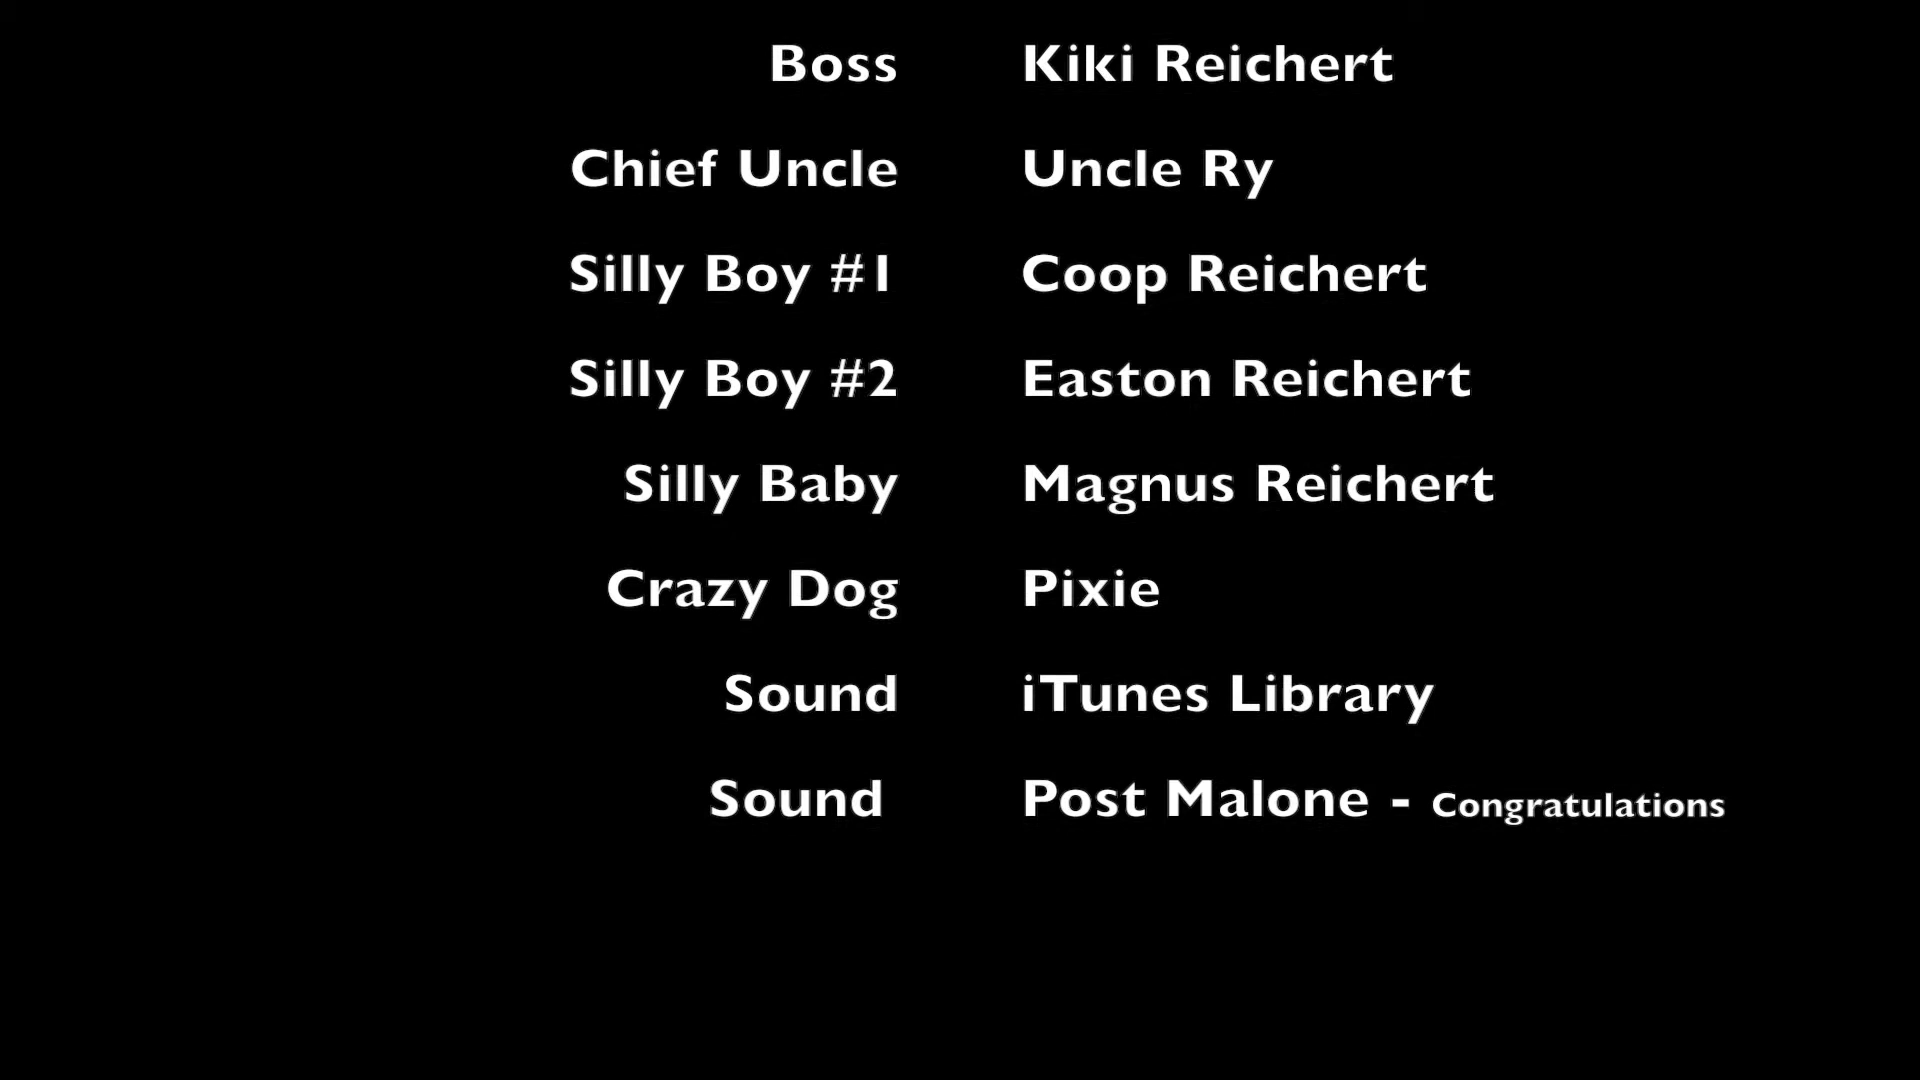 Boss Kiki Reichert
Chief Uncle Uncle Ry
Silly Boy #1 Coop Reichert
Silly Boy #2 Easton Reichert
Silly Baby Magnus Reichert
Crazy Dog Pixie
Sound iTunes Library
Sound Post Malone - Congratulations